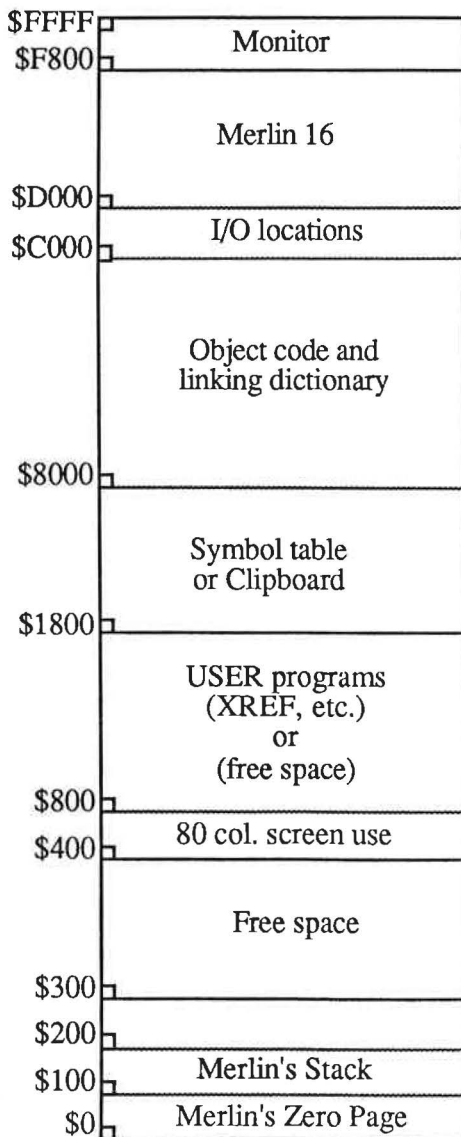 $FFFF
Monitor
$F800
Merlin 16
$D000
I/O locations
$C000
Object code and
linking dictionary
$8000
Symbol table
or Clipboard
$1800
USER programs
(XREF, etc.)
or
(free space)
$800
80 col. screen use
$400
Free space
$300
$200
Merlin's Stack
$100
Merlin's Zero Page
$0